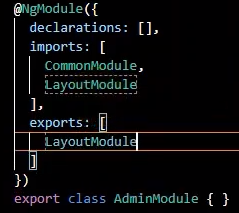 @NgModule({
  declarations: [],
  imports: [
    CommonModule,
    LayoutModule
  ],
  exports: [
    LayoutModule
  ]
})
export class AdminModule { }